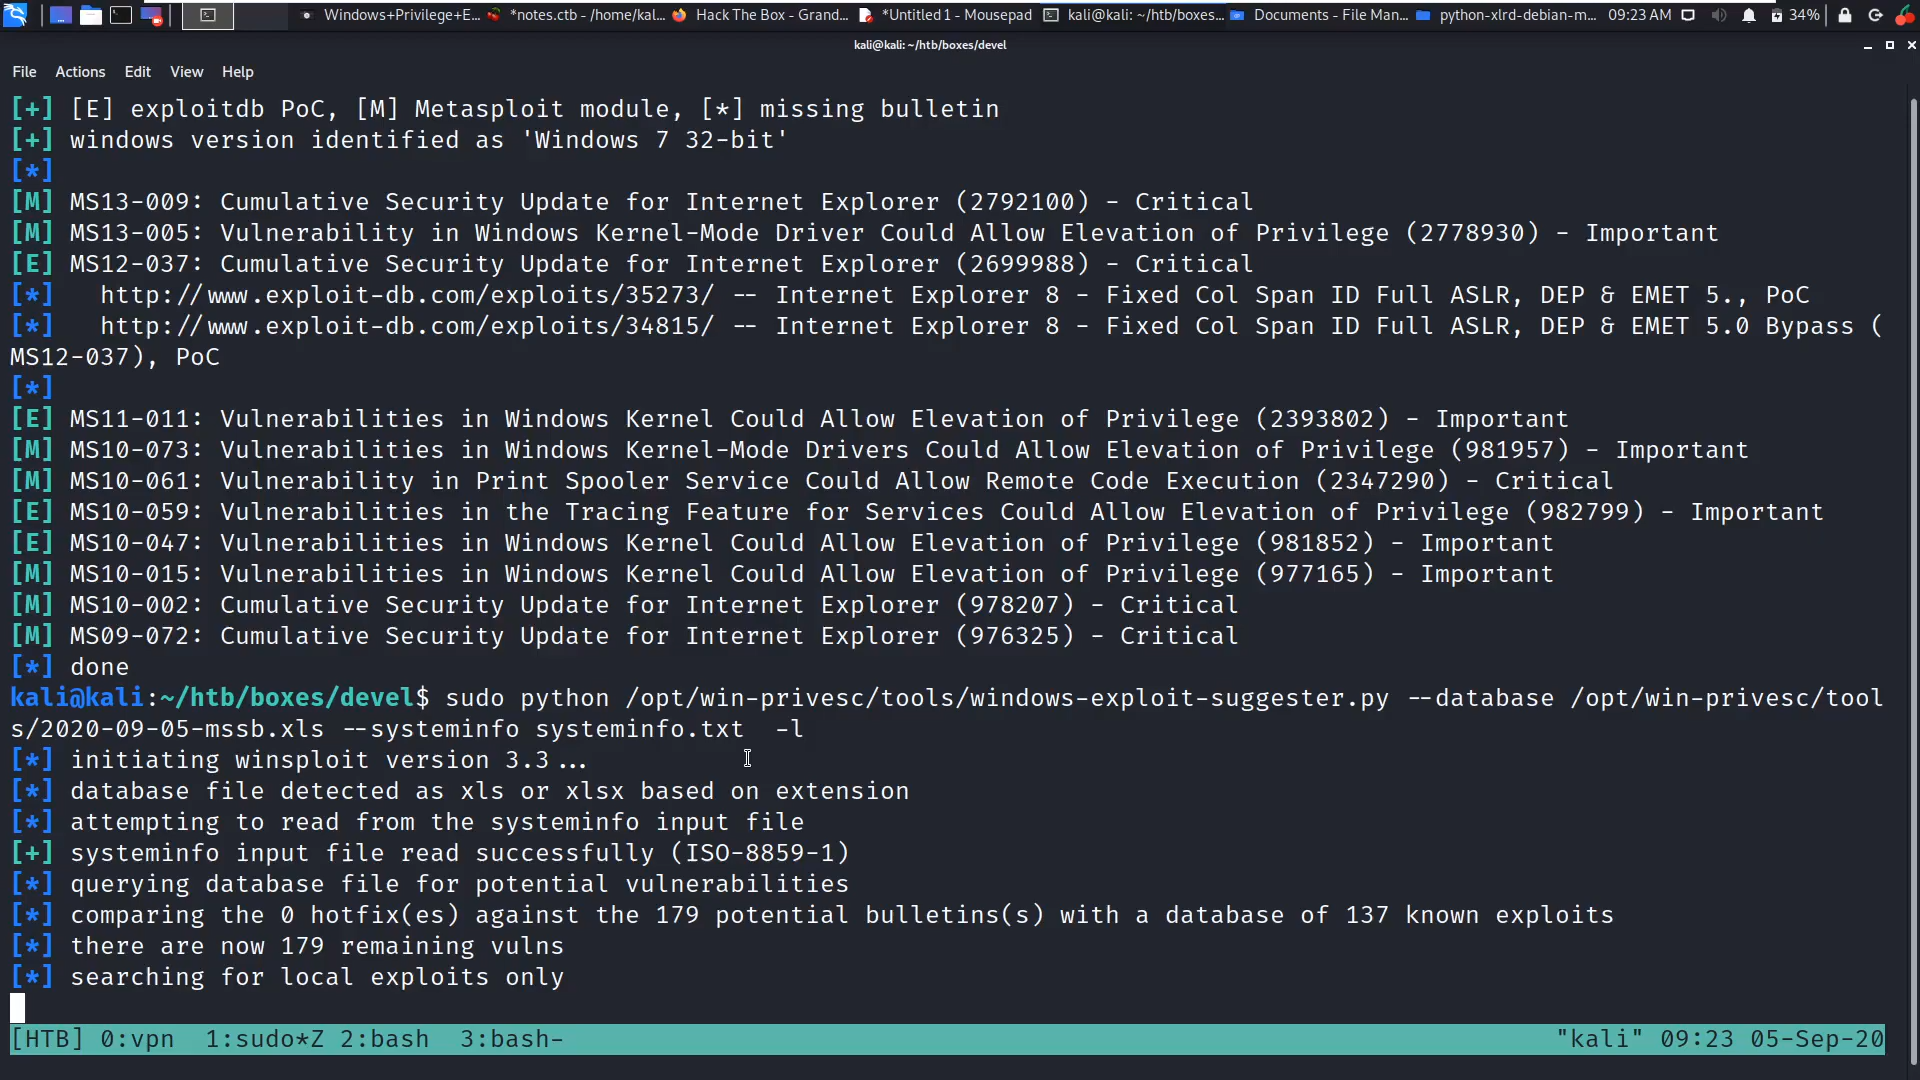 Windows+Privilege+E...
*notes.ctb - /home/kal...
Hack The Box - Grand...
*Untitled 1 - Mousepad
kali@kali: ~/htb/boxes...
Documents - File Man...
python-xlrd-debian-m...
09:23 AM
34%
kali@kali: ~/htb/boxes/devel
File Actions Edit View Help
[+] [E] exploitdb PoC, [M] Metasploit module, [*] missing bulletin
[+] windows version identified as 'Windows 7 32-bit'
[*]
[M] MS13-009: Cumulative Security Update for Internet Explorer (2792100) - Critical
[M] MS13-005: Vulnerability in Windows Kernel-Mode Driver Could Allow Elevation of Privilege (2778930) - Important
[E] MS12-037: Cumulative Security Update for Internet Explorer (2699988) - Critical
[*]   http://www.exploit-db.com/exploits/35273/ -- Internet Explorer 8 - Fixed Col Span ID Full ASLR, DEP & EMET 5., PoC
[*]   http://www.exploit-db.com/exploits/34815/ -- Internet Explorer 8 - Fixed Col Span ID Full ASLR, DEP & EMET 5.0 Bypass (
MS12-037), PoC
[*]
[E] MS11-011: Vulnerabilities in Windows Kernel Could Allow Elevation of Privilege (2393802) - Important
[M] MS10-073: Vulnerabilities in Windows Kernel-Mode Drivers Could Allow Elevation of Privilege (981957) - Important
[M] MS10-061: Vulnerability in Print Spooler Service Could Allow Remote Code Execution (2347290) - Critical
[E] MS10-059: Vulnerabilities in the Tracing Feature for Services Could Allow Elevation of Privilege (982799) - Important
[E] MS10-047: Vulnerabilities in Windows Kernel Could Allow Elevation of Privilege (981852) - Important
[M] MS10-015: Vulnerabilities in Windows Kernel Could Allow Elevation of Privilege (977165) - Important
[M] MS10-002: Cumulative Security Update for Internet Explorer (978207) - Critical
[M] MS09-072: Cumulative Security Update for Internet Explorer (976325) - Critical
[*] done
kali@kali:~/htb/boxes/devel$ sudo python /opt/win-privesc/tools/windows-exploit-suggester.py --database /opt/win-privesc/tool
s/2020-09-05-mssb.xls --systeminfo systeminfo.txt  -l
[*] initiating winsploit version 3.3...
[*] database file detected as xls or xlsx based on extension
[*] attempting to read from the systeminfo input file
[+] systeminfo input file read successfully (ISO-8859-1)
[*] querying database file for potential vulnerabilities
[*] comparing the 0 hotfix(es) against the 179 potential bulletins(s) with a database of 137 known exploits
[*] there are now 179 remaining vulns
[*] searching for local exploits only
[HTB] 0:vpn  1:sudo*Z 2:bash  3:bash-
"kali" 09:23 05-Sep-20